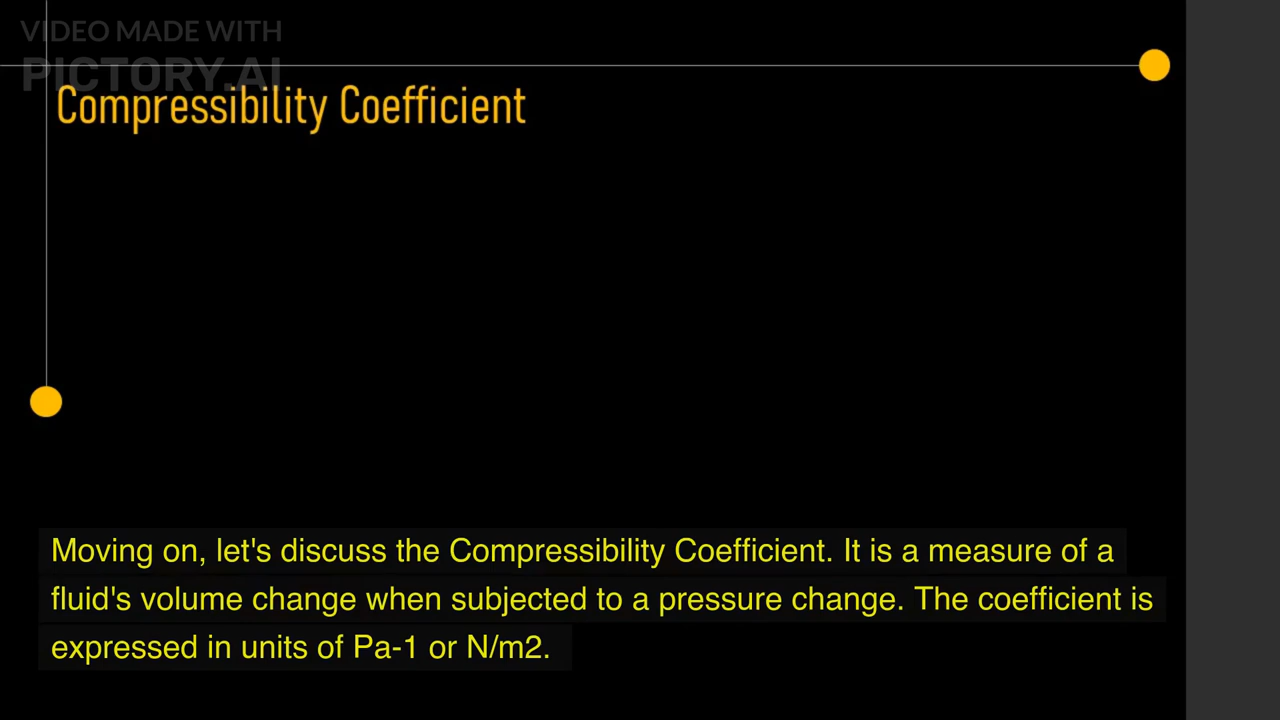 VIDEO MADE WITH
PICTORY.AI
Compressibility Coefficient
Moving on, let's discuss the Compressibility Coefficient. It is a measure of a
fluid's volume change when subjected to a pressure change. The coefficient is
expressed in units of Pa-1 or N/m2.